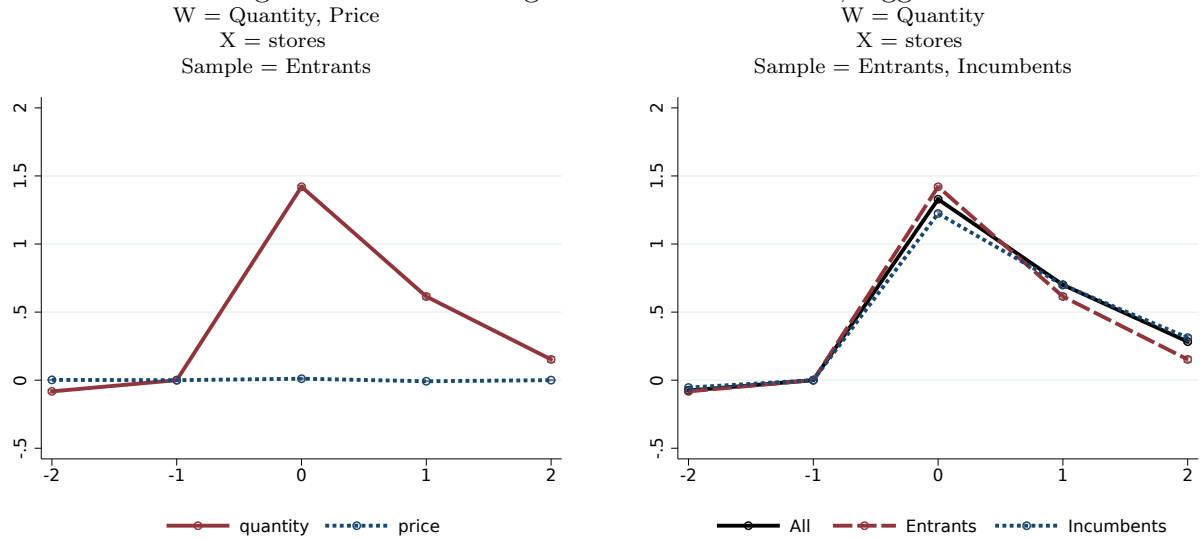 W = Quantity, Price
X = stores
Sample = Entrants
2
1.5
1
.5
0
-.5
-2 -1 0 1 2
quantity price
W = Quantity
X = stores
Sample = Entrants, Incumbents
2
1.5
1
.5
0
-.5
-2 -1 0 1 2
All Entrants Incumbents